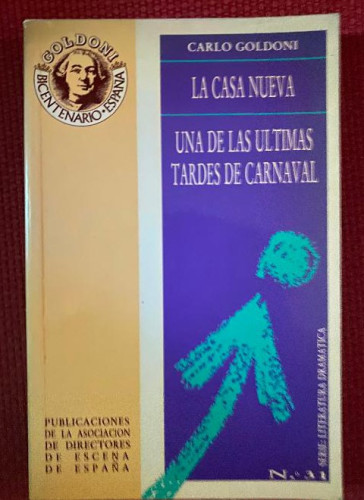 GOLDONI
BICENTENARIO • ESPAÑA
CARLO GOLDONI
LA CASA NUEVA
UNA DE LAS ULTIMAS
TARDES DE CARNAVAL
PUBLICACIONES
DE LA ASOCIACION
DE DIRECTORES
DE ESCENA
DE ESPAÑA
SERIE: LITERATURA DRAMATICA
N.º 31